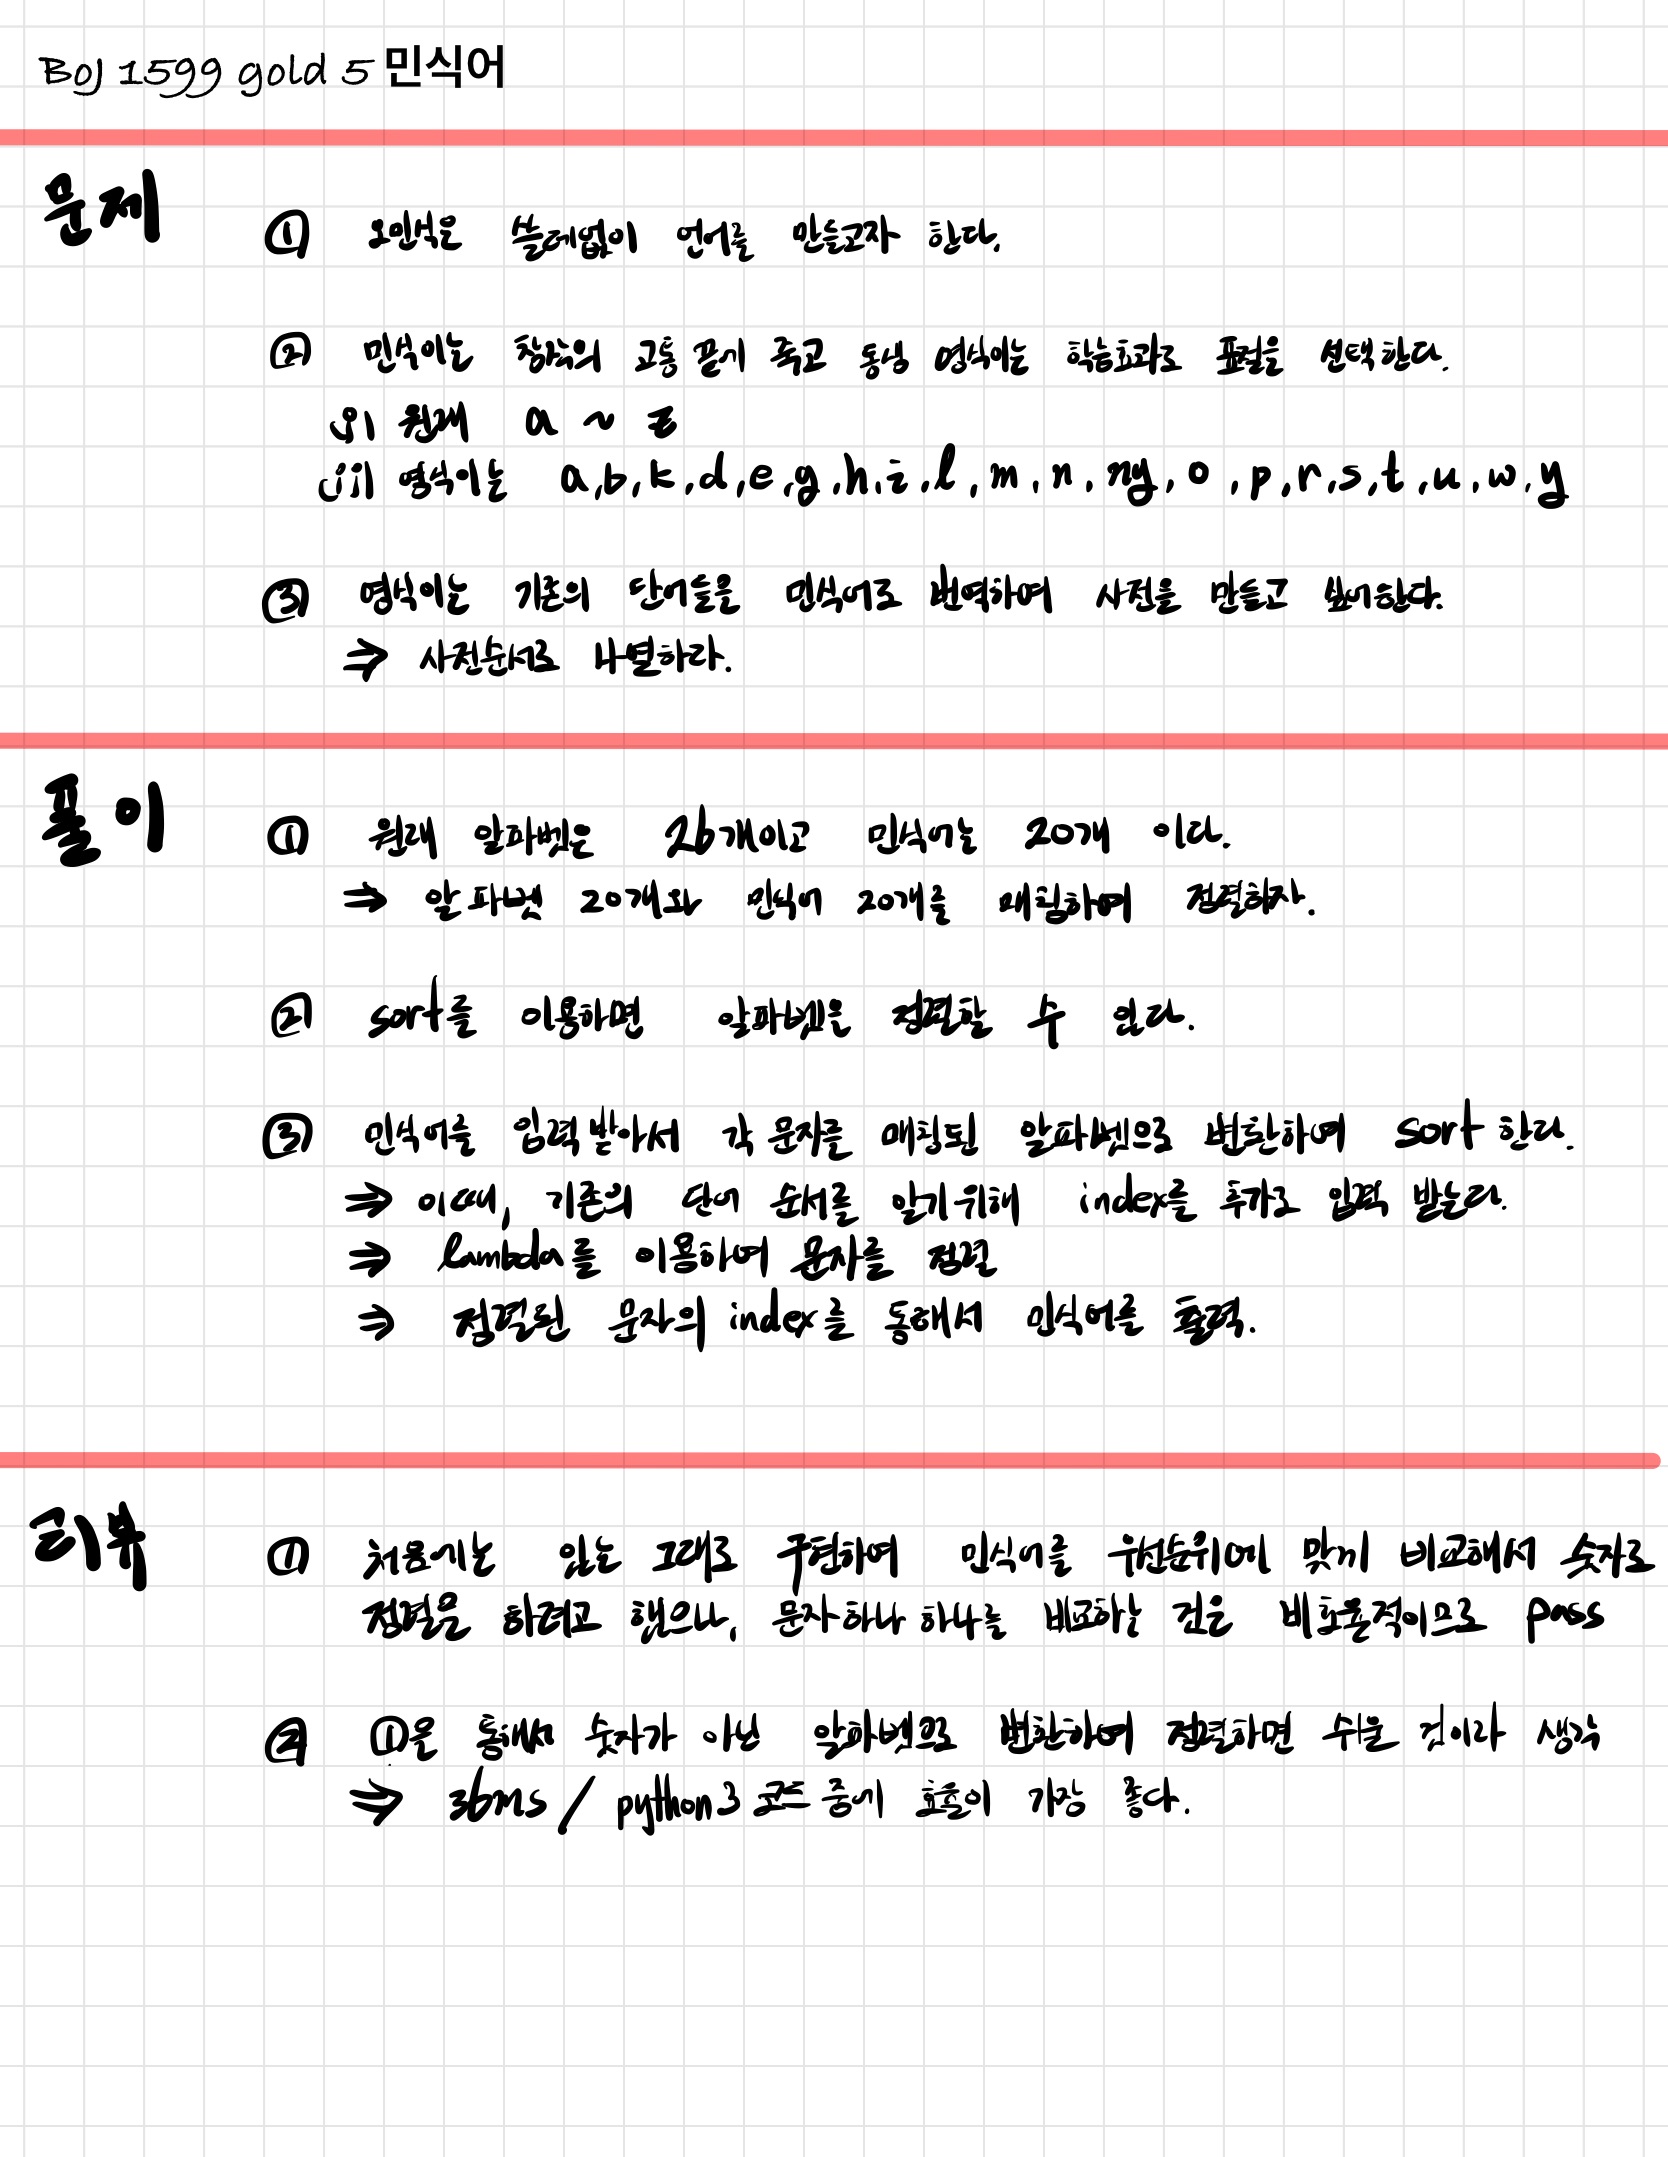 BOJ 1599 gold 5 민식어
문제
① 오민식은 쓸데없이 언어를 만들고자 한다.
② 민식이는 창작의 고통 끝에 죽고 동생 영식이는 학습효과로 표절을 선택한다.
i) 원래 a ~ z
ii) 영식이는 a, b, k, d, e, g, h, i, l, m, n, ng, o, p, r, s, t, u, w, y
③ 영식이는 기존의 단어들을 민식어로 번역하여 사전을 만들고 싶어한다.
⇒ 사전순서로 나열하라.
풀이
① 원래 알파벳은 26개이고 민식어는 20개 이다.
⇒ 알파벳 20개와 민식어 20개를 매칭하여 정렬하자.
② sort를 이용하면 알파벳은 정렬할 수 있다.
③ 민식어를 입력받아서 각 문자를 매칭된 알파벳으로 변환하여 sort 한다.
⇒ 이때, 기존의 단어 순서를 알기위해 index를 추가로 입력 받는다.
⇒ lambda를 이용하여 문자를 정렬
⇒ 정렬된 문자의 index를 통해서 민식어를 출력.
리뷰
① 처음에는 있는 그대로 구현하여 민식어를 우선순위에 맞게 비교해서 숫자로
정렬을 하려고 했으나, 문자하나 하나를 비교하는 것은 비효율적이므로 pass
② ①을 통해서 숫자가 아닌 알파벳으로 변환하여 정렬하면 쉬울 것이라 생각
⇒ 36ms / python3 코드 중에 효율이 가장 좋다.